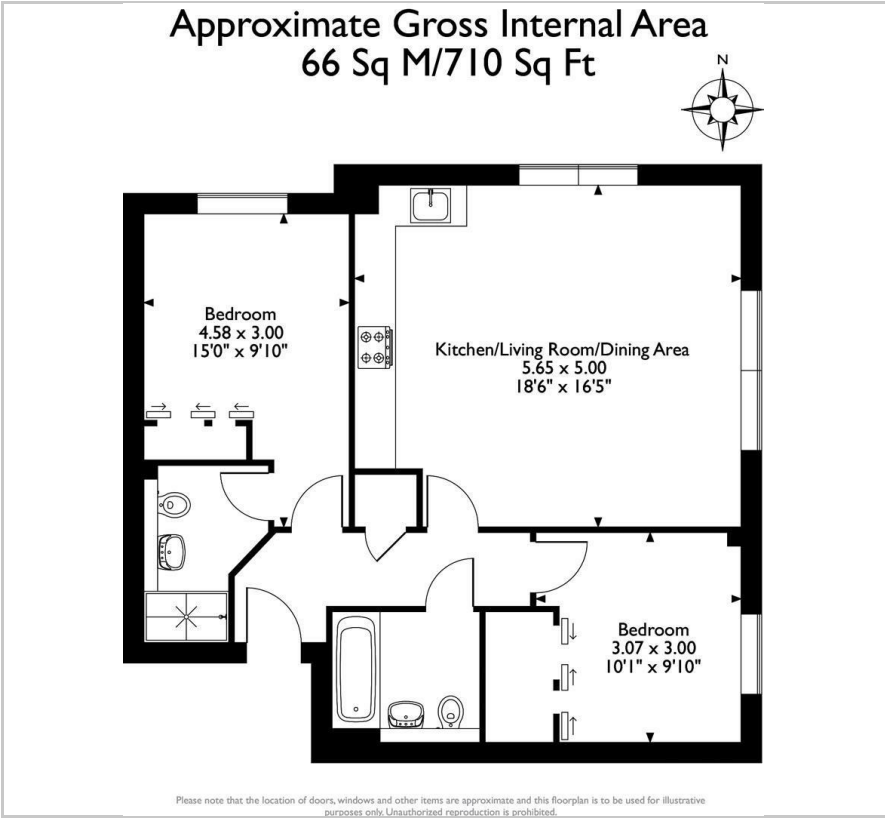 Approximate Gross Internal Area
66 Sq M/710 Sq Ft
N
Bedroom
4.58 x 3.00
15'0" x 9'10"
Kitchen/Living Room/Dining Area
5.65 x 5.00
18'6" x 16'5"
Bedroom
3.07 x 3.00
10'1" x 9'10"
Please note that the location of doors, windows and other items are approximate and this floorplan is to be used for illustrative
purposes only. Unauthorized reproduction is prohibited.